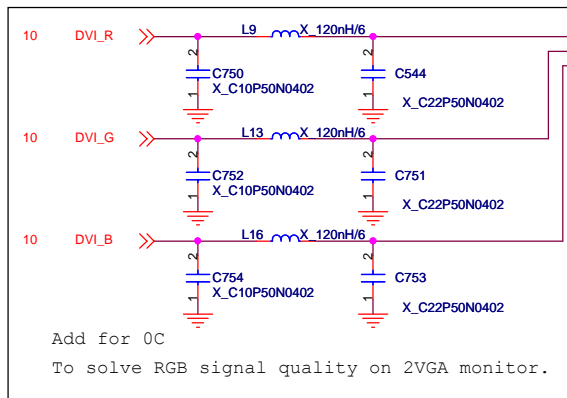 10 DVI_R L9 X_120nH/6
2 2
C750 C544
X_C10P50N0402
1 1 X_C22P50N0402
10 DVI_G L13 X_120nH/6
2 2
C752 C751
X_C10P50N0402
1 1 X_C22P50N0402
10 DVI_B L16 X_120nH/6
2 2
C754 C753
X_C10P50N0402
1 1 X_C22P50N0402
Add for 0C
To solve RGB signal quality on 2VGA monitor.